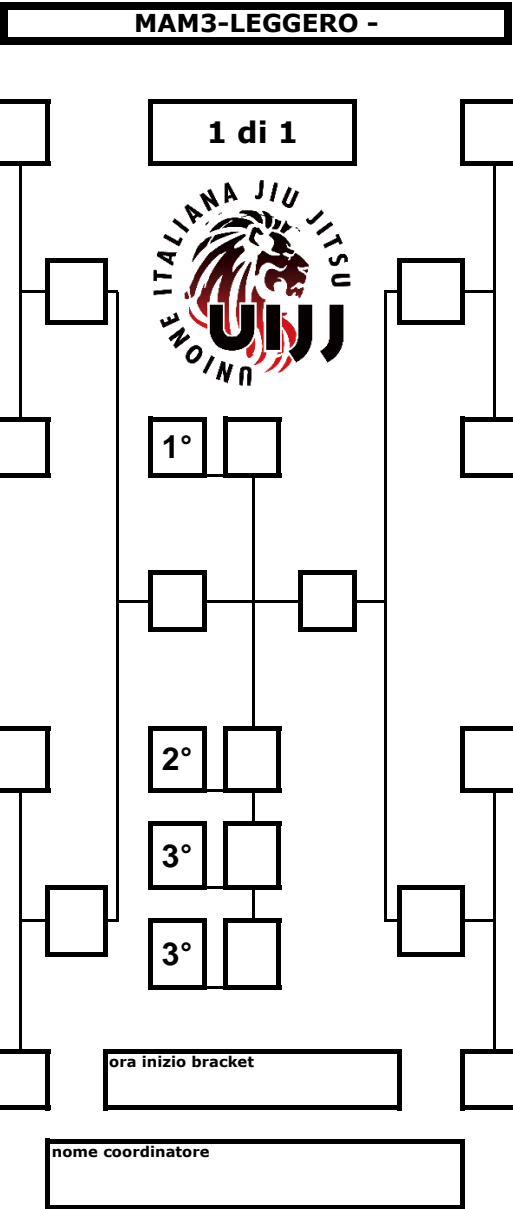 MAM3-LEGGERO -
1 di 1
UNIONE ITALIANA JIU JITSU
UIJJ
1°
2°
3°
3°
ora inizio bracket
nome coordinatore